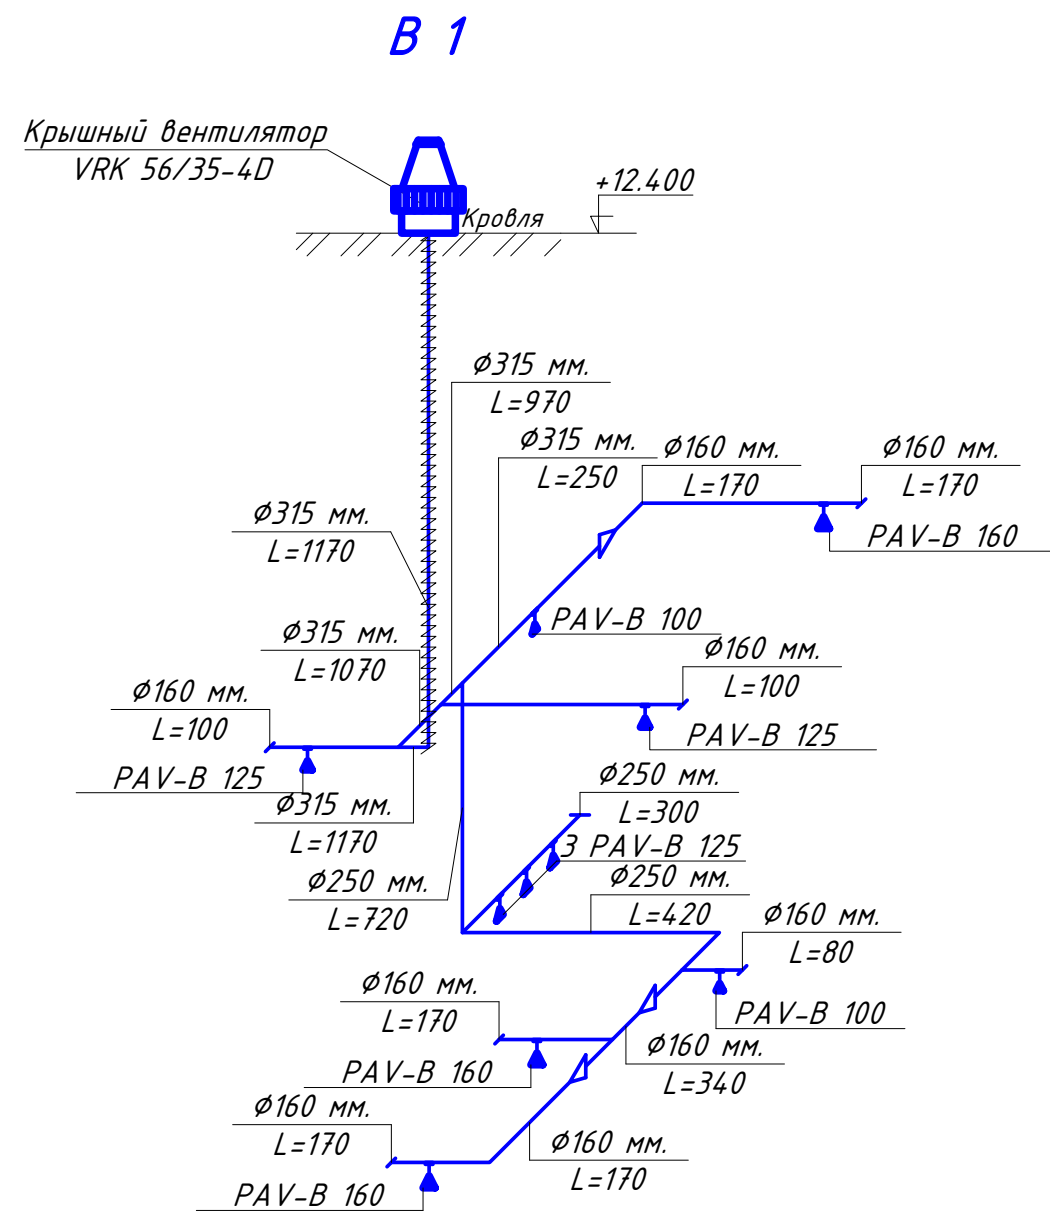 В 1
Крышный вентилятор
VRK 56/35-4D
+12.400
Кровля
Ø315 мм.
L=970
Ø315 мм.
L=250
Ø160 мм.
L=170
Ø160 мм.
L=170
PAV-B 160
Ø315 мм.
L=1170
PAV-B 100
Ø315 мм.
L=1070
Ø160 мм.
L=100
Ø160 мм.
L=100
PAV-B 125
PAV-B 125
Ø315 мм.
L=1170
Ø250 мм.
L=300
3 PAV-B 125
Ø250 мм.
L=720
Ø250 мм.
L=420
Ø160 мм.
L=80
PAV-B 100
Ø160 мм.
L=170
PAV-B 160
Ø160 мм.
L=340
Ø160 мм.
L=170
PAV-B 160
Ø160 мм.
L=170